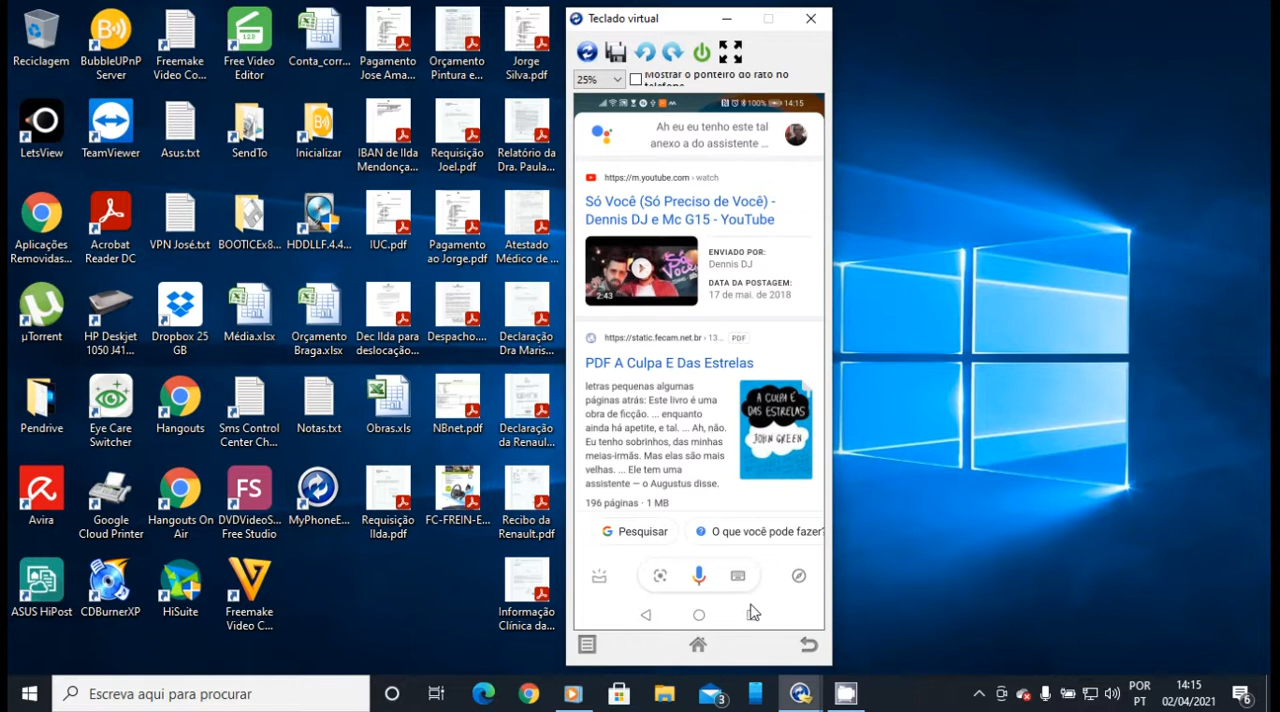 Reciclagem
BubbleUPnP
Server
Freemake
Video Co...
Free Video
Editor
Conta_corr...
Pagamento
Jose Ama...
Orçamento
Pintura e...
Jorge
Silva.pdf
LetsView
TeamViewer
Asus.txt
SendTo
Inicializar
IBAN de Ilda
Mendonça...
Requisição
Joel.pdf
Relatório da
Dra. Paula...
Aplicações
Removidas...
Acrobat
Reader DC
VPN José.txt
BOOTICEx8...
HDDLLF.4.4...
IUC.pdf
Pagamento
ao Jorge.pdf
Atestado
Médico de ...
µTorrent
HP Deskjet
1050 J41...
Dropbox 25
GB
Média.xlsx
Orçamento
Braga.xlsx
Dec Ilda para
deslocação...
Despacho....
Declaração
Dra Maris...
Pendrive
Eye Care
Switcher
Hangouts
Sms Control
Center Ch...
Notas.txt
Obras.xls
NBnet.pdf
Declaração
da Renaul...
Avira
Google
Cloud Printer
Hangouts On
Air
FS
DVDVideoS...
Free Studio
MyPhoneE...
Requisição
Ilda.pdf
FC-FREIN-E...
Recibo da
Renault.pdf
ASUS HiPost
CDBurnerXP
HiSuite
Freemake
Video C...
Informação
Clínica da...
Teclado virtual
25%
Mostrar o ponteiro do rato no
telefone
100% 14:15
Ah eu eu tenho este tal
anexo a do assistente ...
https://m.youtube.com › watch
Só Você (Só Preciso de Você) -
Dennis DJ e Mc G15 - YouTube
2:43
ENVIADO POR:
Dennis DJ
DATA DA POSTAGEM:
17 de mai. de 2018
https://static.fecam.net.br › 13... PDF
PDF A Culpa E Das Estrelas
letras pequenas algumas
páginas atrás: Este livro é uma
obra de ficção. ... enquanto
ainda há apetite, e tal. ... Ah, não.
Eu tenho sobrinhos, das minhas
meias-irmãs. Mas elas são mais
velhas. ... Ele tem uma
assistente — o Augustus disse.
A CULPA É
DAS ESTRELAS
JOHN GREEN
196 páginas · 1 MB
Pesquisar
O que você pode fazer?
Escreva aqui para procurar
3
POR
PT
14:15
02/04/2021
6